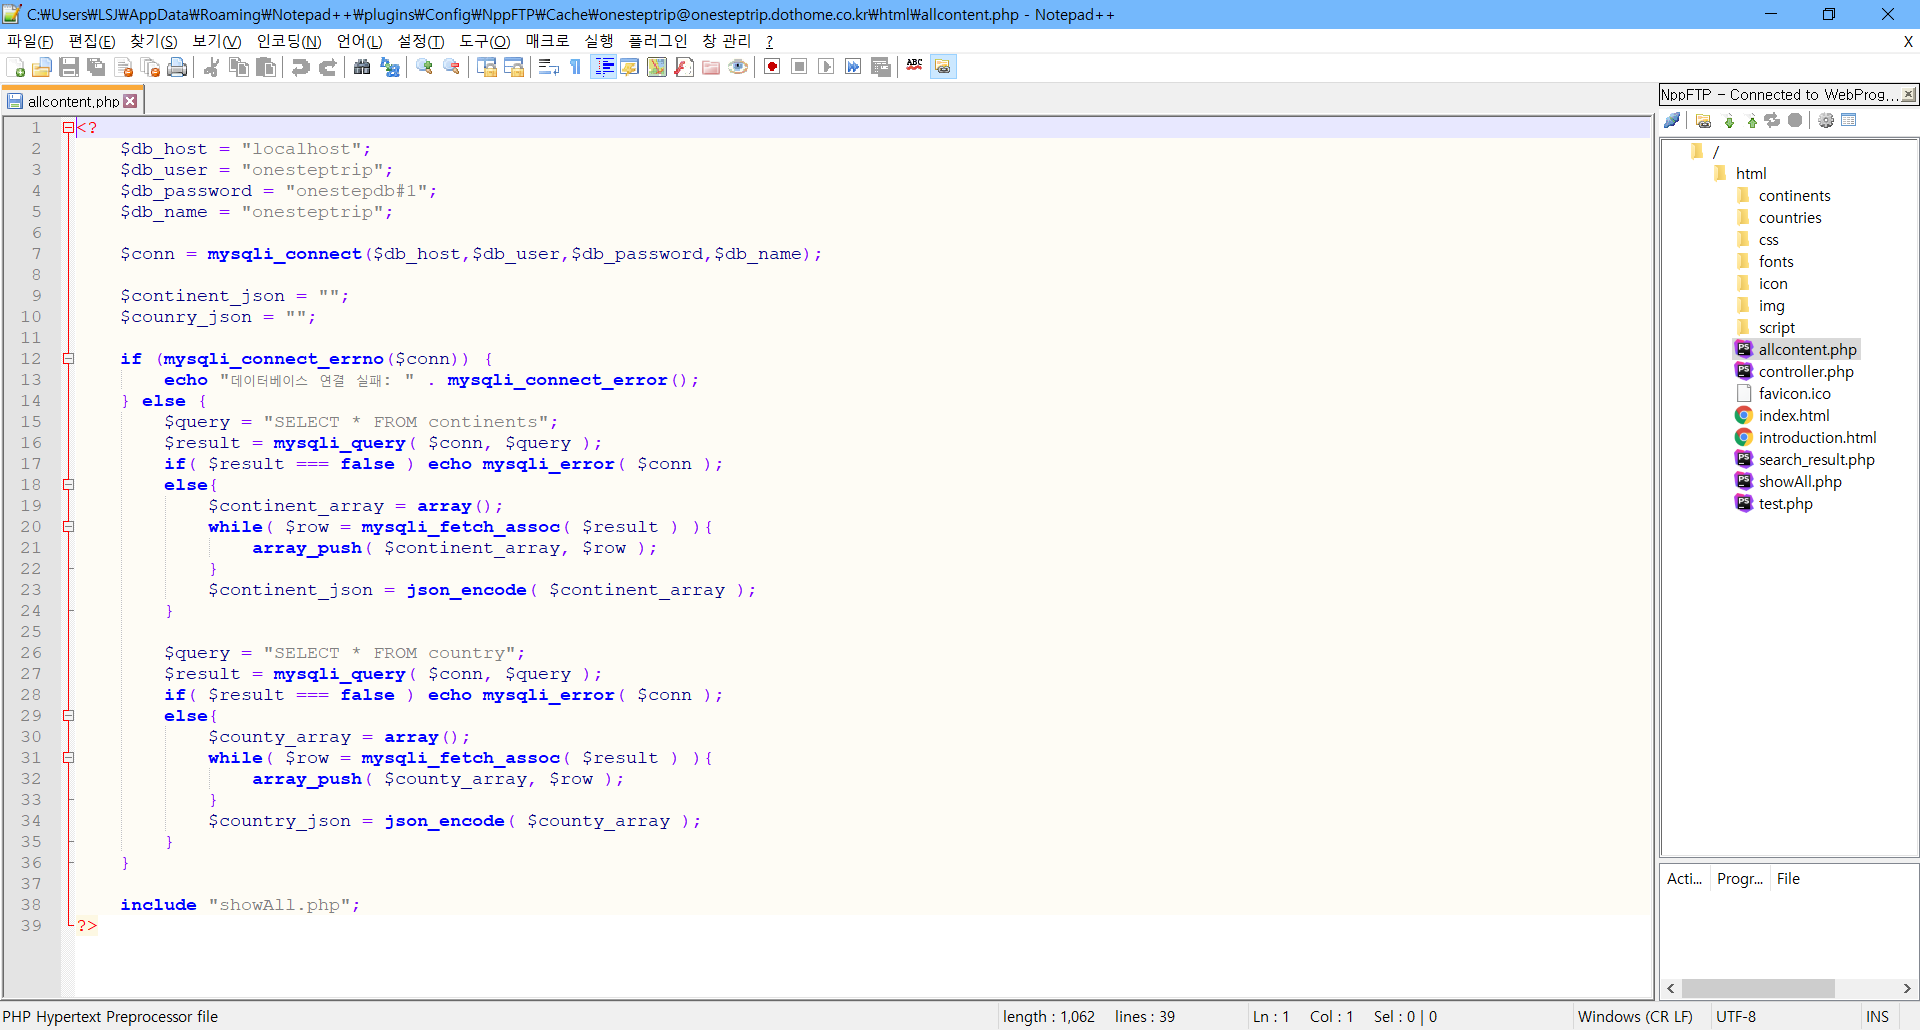 C:₩Users₩LSJ₩AppData₩Roaming₩Notepad++₩plugins₩Config₩NppFTP₩Cache₩onesteptrip@onesteptrip.dothome.co.kr₩html₩allcontent.php - Notepad++
파일(F) 편집(E) 찾기(S) 보기(V) 인코딩(N) 언어(L) 설정(T) 도구(O) 매크로 실행 플러그인 창 관리 ? X
ABC
allcontent.php
1 <?
2 $db_host = "localhost";
3 $db_user = "onesteptrip";
4 $db_password = "onestepdb#1";
5 $db_name = "onesteptrip";
6
7 $conn = mysqli_connect($db_host,$db_user,$db_password,$db_name);
8
9 $continent_json = "";
10 $counry_json = "";
11
12 if (mysqli_connect_errno($conn)) {
13 echo "데이터베이스 연결 실패: " . mysqli_connect_error();
14 } else {
15 $query = "SELECT * FROM continents";
16 $result = mysqli_query( $conn, $query );
17 if( $result === false ) echo mysqli_error( $conn );
18 else{
19 $continent_array = array();
20 while( $row = mysqli_fetch_assoc( $result ) ){
21 array_push( $continent_array, $row );
22 }
23 $continent_json = json_encode( $continent_array );
24 }
25
26 $query = "SELECT * FROM country";
27 $result = mysqli_query( $conn, $query );
28 if( $result === false ) echo mysqli_error( $conn );
29 else{
30 $county_array = array();
31 while( $row = mysqli_fetch_assoc( $result ) ){
32 array_push( $county_array, $row );
33 }
34 $country_json = json_encode( $county_array );
35 }
36 }
37
38 include "showAll.php";
39 ?>
NppFTP - Connected to WebProg...
/
html
continents
countries
css
fonts
icon
img
script
allcontent.php
controller.php
favicon.ico
index.html
introduction.html
search_result.php
showAll.php
test.php
Acti... Progr... File
PHP Hypertext Preprocessor file length : 1,062 lines : 39 Ln : 1 Col : 1 Sel : 0 | 0 Windows (CR LF) UTF-8 INS